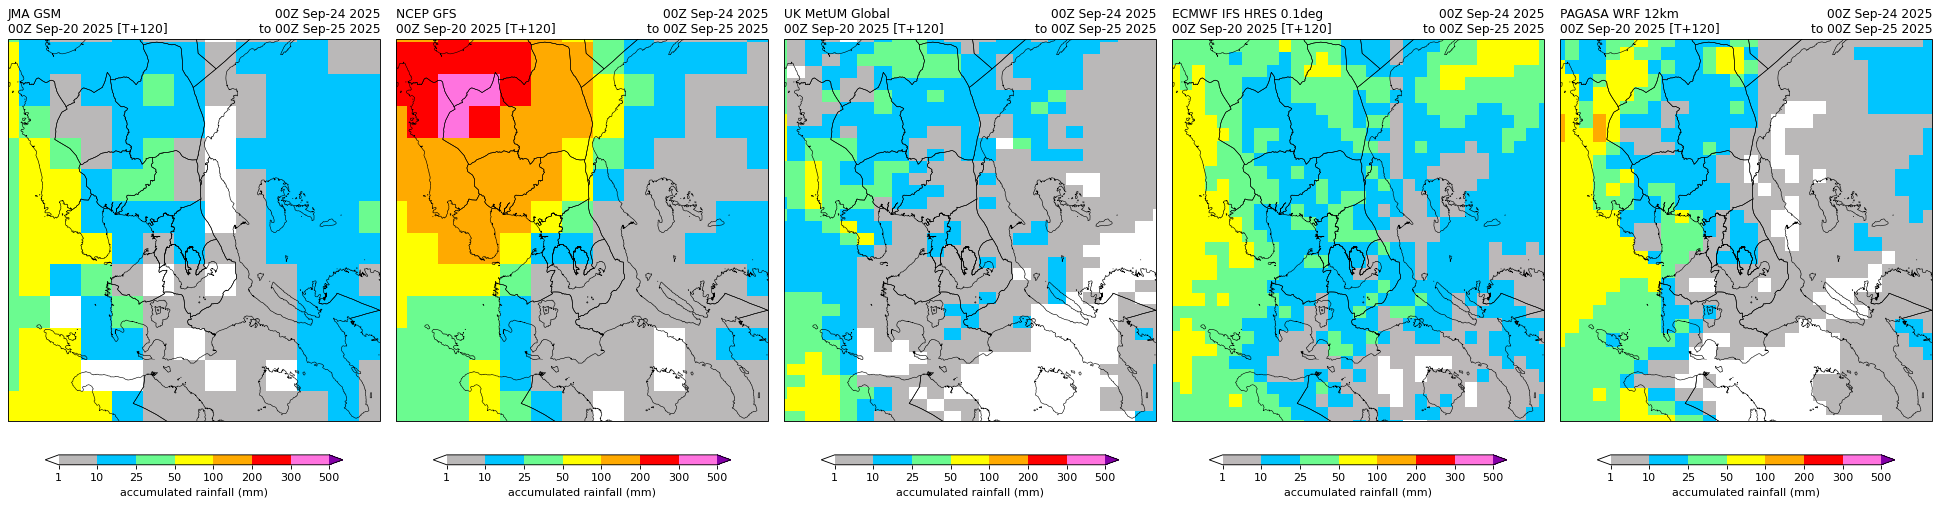 JMA GSM 00Z Sep-24 2025
00Z Sep-20 2025 [T+120] to 00Z Sep-25 2025
NCEP GFS 00Z Sep-24 2025
00Z Sep-20 2025 [T+120] to 00Z Sep-25 2025
UK MetUM Global 00Z Sep-24 2025
00Z Sep-20 2025 [T+120] to 00Z Sep-25 2025
ECMWF IFS HRES 0.1deg 00Z Sep-24 2025
00Z Sep-20 2025 [T+120] to 00Z Sep-25 2025
PAGASA WRF 12km 00Z Sep-24 2025
00Z Sep-20 2025 [T+120] to 00Z Sep-25 2025
1 10 25 50 100 200 300 500
accumulated rainfall (mm)
1 10 25 50 100 200 300 500
accumulated rainfall (mm)
1 10 25 50 100 200 300 500
accumulated rainfall (mm)
1 10 25 50 100 200 300 500
accumulated rainfall (mm)
1 10 25 50 100 200 300 500
accumulated rainfall (mm)